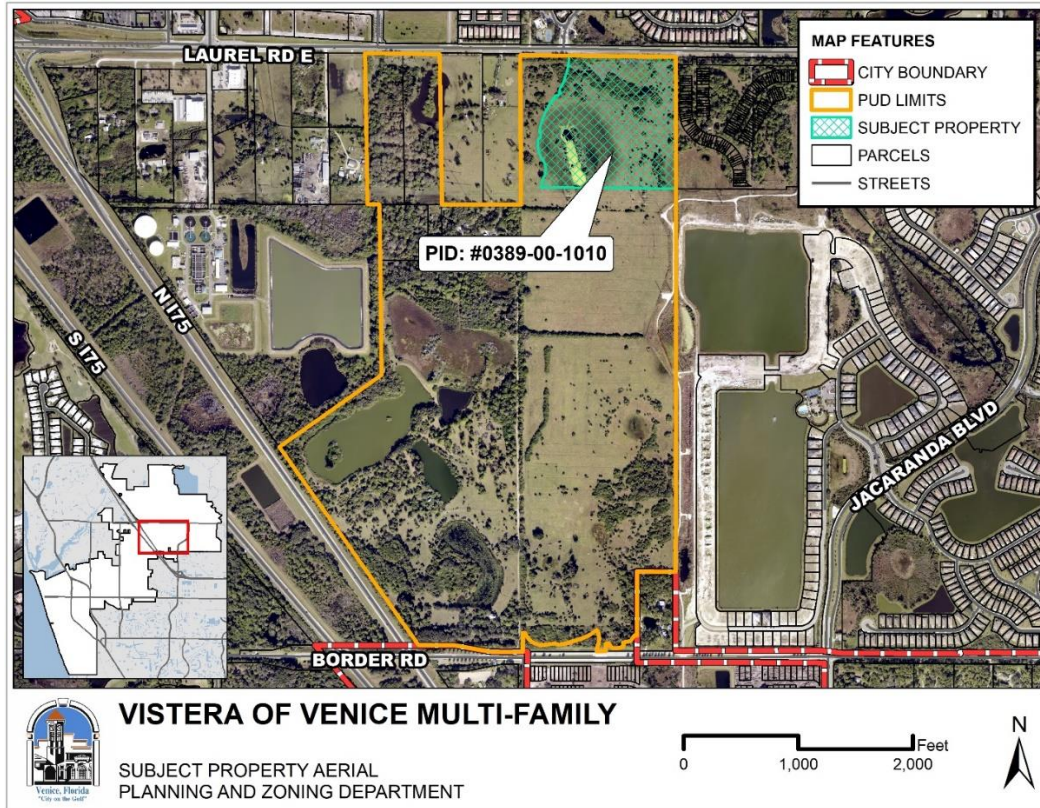 LAUREL RD E
MAP FEATURES
CITY BOUNDARY
PUD LIMITS
SUBJECT PROPERTY
PARCELS
STREETS
PID: #0389-00-1010
N I75
S I75
JACARANDA BLVD
BORDER RD
VISTERA OF VENICE MULTI-FAMILY
SUBJECT PROPERTY AERIAL
PLANNING AND ZONING DEPARTMENT
Venice, Florida
"City on the Gulf"
Feet
0 1,000 2,000
N